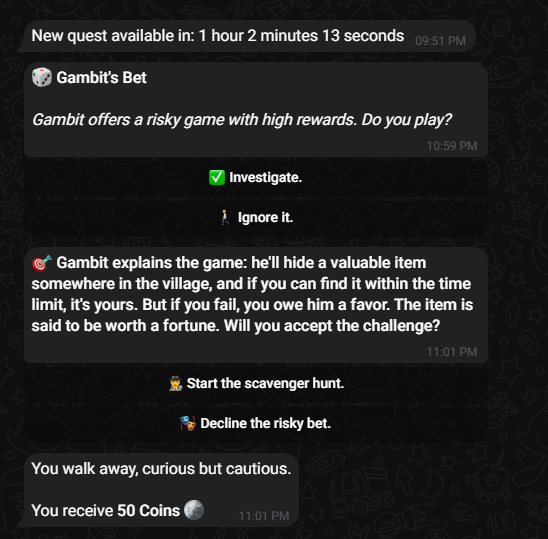 New quest available in: 1 hour 2 minutes 13 seconds 09:51 PM
Gambit's Bet
Gambit offers a risky game with high rewards. Do you play?
10:59 PM
Investigate.
Ignore it.
Gambit explains the game: he'll hide a valuable item
somewhere in the village, and if you can find it within the time
limit, it's yours. But if you fail, you owe him a favor. The item is
said to be worth a fortune. Will you accept the challenge?
11:01 PM
Start the scavenger hunt.
Decline the risky bet.
You walk away, curious but cautious.
You receive 50 Coins 11:01 PM